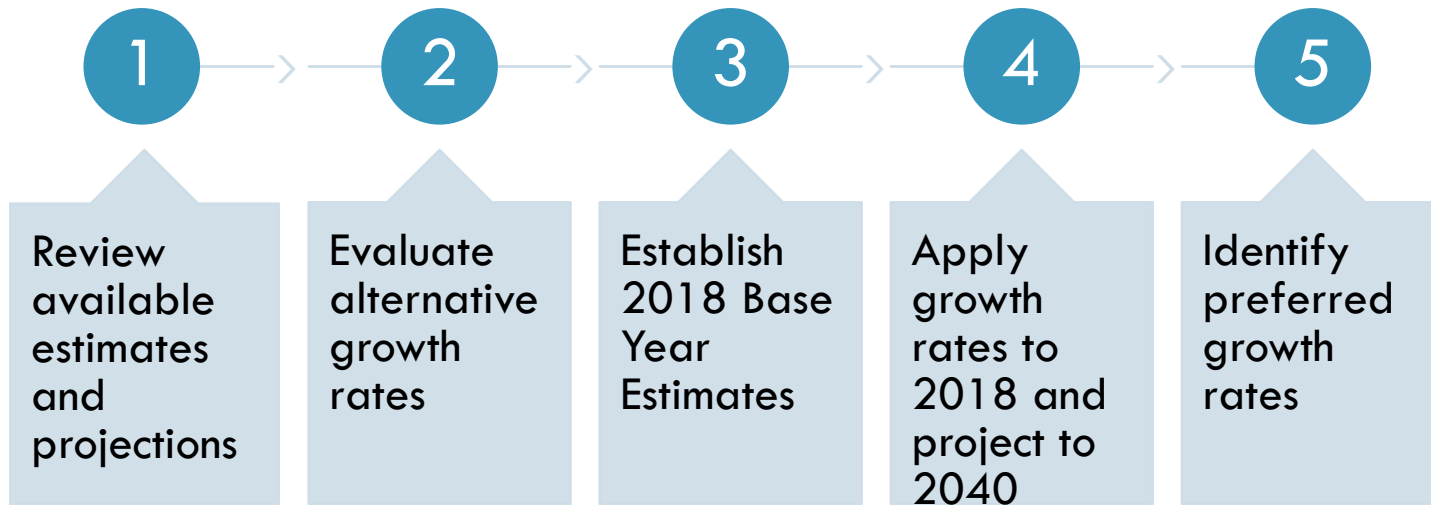 1
2
3
4
5
Review
available
estimates
and
projections
Evaluate
alternative
growth
rates
Establish
2018 Base
Year
Estimates
Apply
growth
rates to
2018 and
project to
2040
Identify
preferred
growth
rates